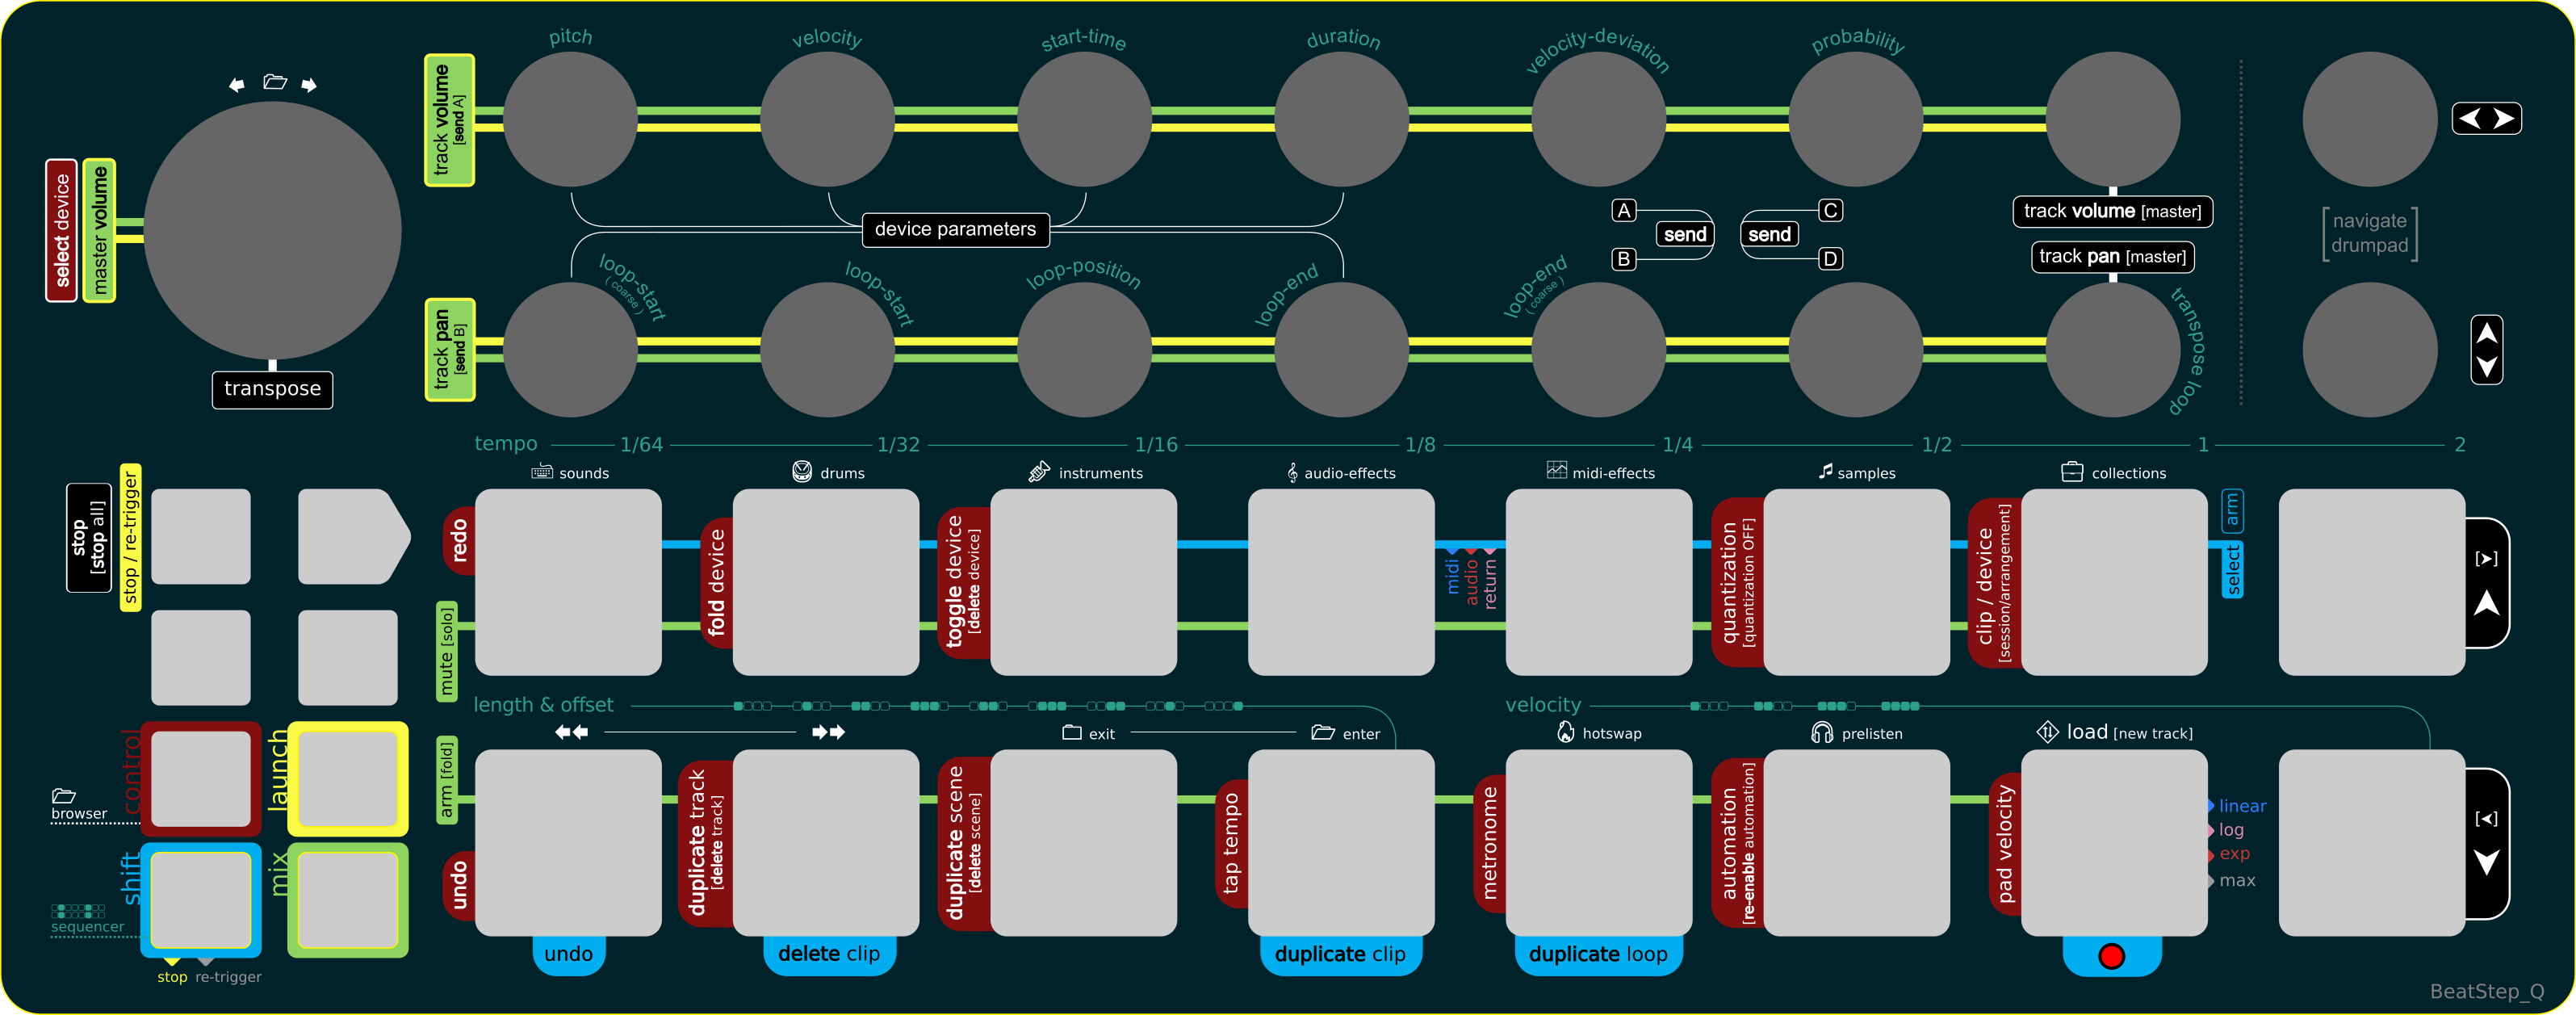 pitch
velocity
start-time
duration
velocity-deviation
probability
track volume
[send A]
select device
master volume
transpose
device parameters
A
send
B
C
send
D
track volume [master]
track pan [master]
[navigate
drumpad]
track pan
[send B]
loop-start
(coarse)
loop-start
loop-position
loop-end
loop-end
(coarse)
transpose loop
tempo 1/64 1/32 1/16 1/8 1/4 1/2 1 2
sounds
drums
instruments
audio-effects
midi-effects
samples
collections
stop
[stop all]
stop / re-trigger
redo
fold device
toggle device
[delete device]
midi
audio
return
quantization
[quantization OFF]
clip / device
[session/arrangement]
arm
select
mute [solo]
length & offset
velocity
exit
enter
hotswap
prelisten
load [new track]
control
launch
browser
shift
mix
sequencer
stop
re-trigger
arm [fold]
undo
duplicate track
[delete track]
duplicate scene
[delete scene]
tap tempo
metronome
automation
[re-enable automation]
pad velocity
linear
log
exp
max
undo
delete clip
duplicate clip
duplicate loop
BeatStep_Q